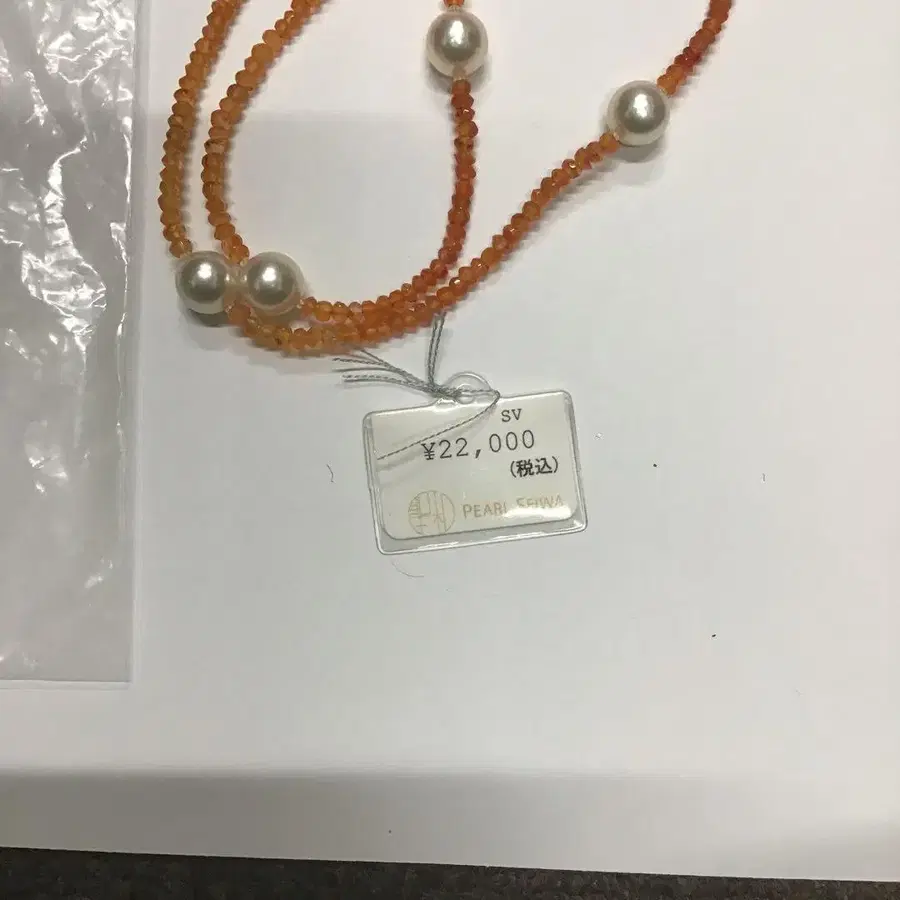 SV
¥22,000
(税込)
PEARL SEIWA